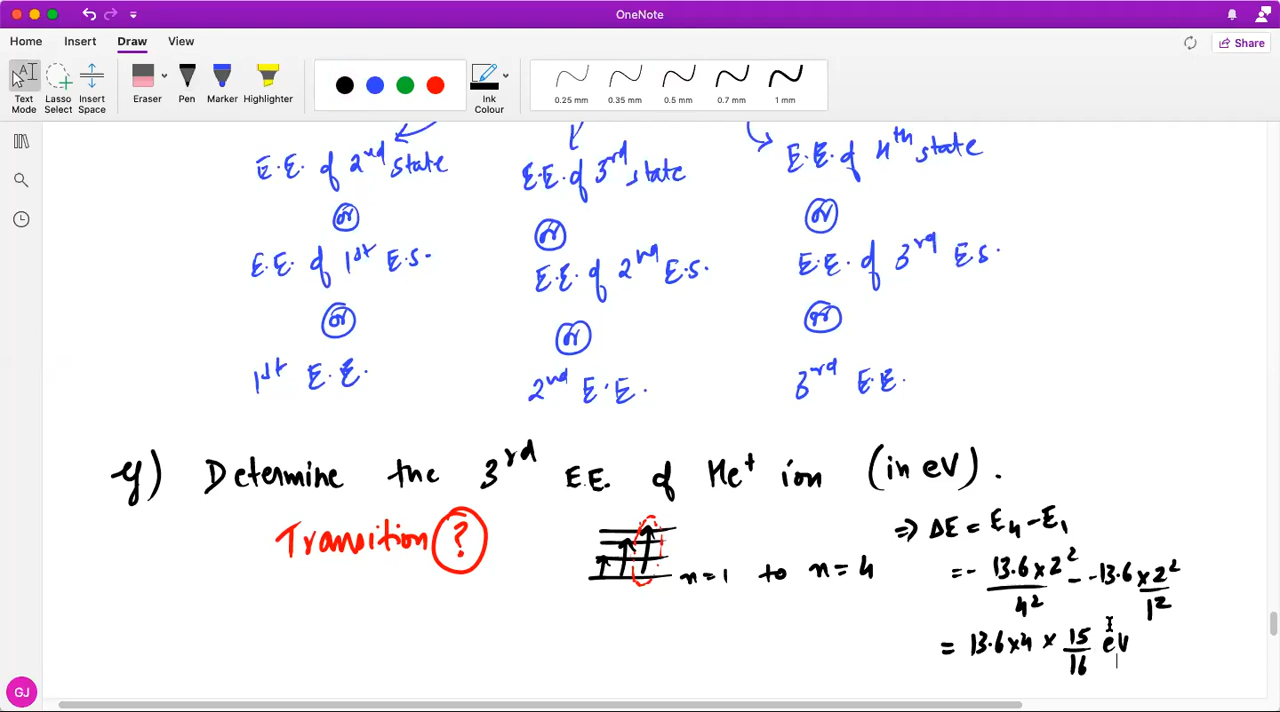 OneNote
Home Insert Draw View
Share
Text Mode
Lasso Select
Insert Space
Eraser
Pen
Marker
Highlighter
Ink Colour
0.25 mm 0.35 mm 0.5 mm 0.7 mm 1 mm
E.E. of 2nd state
or
E.E. of 1st E.S.
or
1st E.E.
E.E. of 3rd state
or
E.E. of 2nd E.S.
or
2nd E.E.
E.E. of 4th state
or
E.E. of 3rd E.S.
or
3rd E.E.
eg) Determine the 3rd E.E. of He+ ion (in eV).
Transition ?
n=1 to n=4
⇒ ΔE = E4 - E1
= - 13.6 x 2² / 4² - -13.6 x 2² / 1²
= 13.6x4 x 15/16 eV
GJ